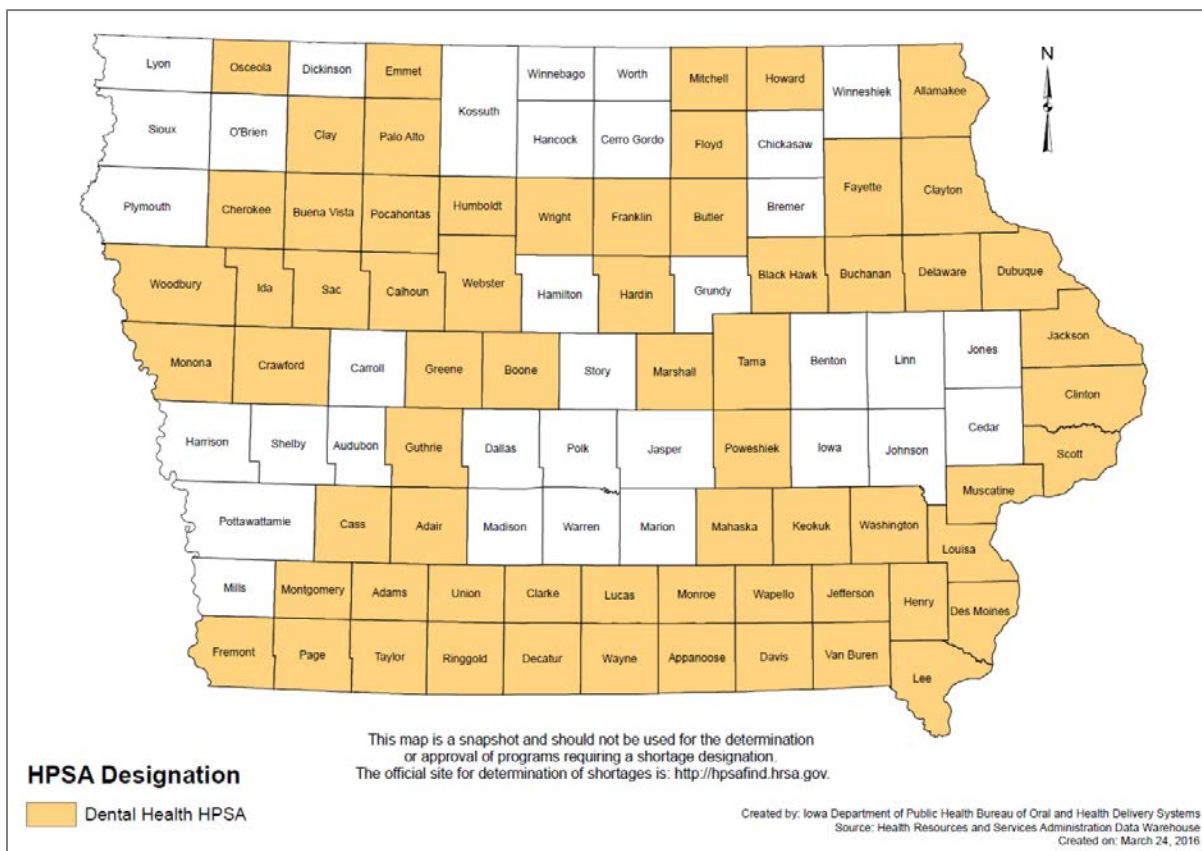 N
Lyon
Osceola
Dickinson
Emmet
Winnebago
Worth
Mitchell
Howard
Winneshiek
Allamakee
Kossuth
Sioux
O'Brien
Clay
Palo Alto
Hancock
Cerro Gordo
Floyd
Chickasaw
Fayette
Clayton
Plymouth
Cherokee
Buena Vista
Pocahontas
Humboldt
Wright
Franklin
Butler
Bremer
Woodbury
Ida
Sac
Calhoun
Webster
Hamilton
Hardin
Grundy
Black Hawk
Buchanan
Delaware
Dubuque
Monona
Crawford
Carroll
Greene
Boone
Story
Marshall
Tama
Benton
Linn
Jones
Jackson
Clinton
Harrison
Shelby
Audubon
Guthrie
Dallas
Polk
Jasper
Poweshiek
Iowa
Johnson
Cedar
Scott
Muscatine
Pottawattamie
Cass
Adair
Madison
Warren
Marion
Mahaska
Keokuk
Washington
Louisa
Mills
Montgomery
Adams
Union
Clarke
Lucas
Monroe
Wapello
Jefferson
Henry
Des Moines
Fremont
Page
Taylor
Ringgold
Decatur
Wayne
Appanoose
Davis
Van Buren
Lee
This map is a snapshot and should not be used for the determination
or approval of programs requiring a shortage designation.
The official site for determination of shortages is: http://hpsafind.hrsa.gov.
HPSA Designation
Dental Health HPSA
Created by: Iowa Department of Public Health Bureau of Oral and Health Delivery Systems
Source: Health Resources and Services Administration Data Warehouse
Created on: March 24, 2016